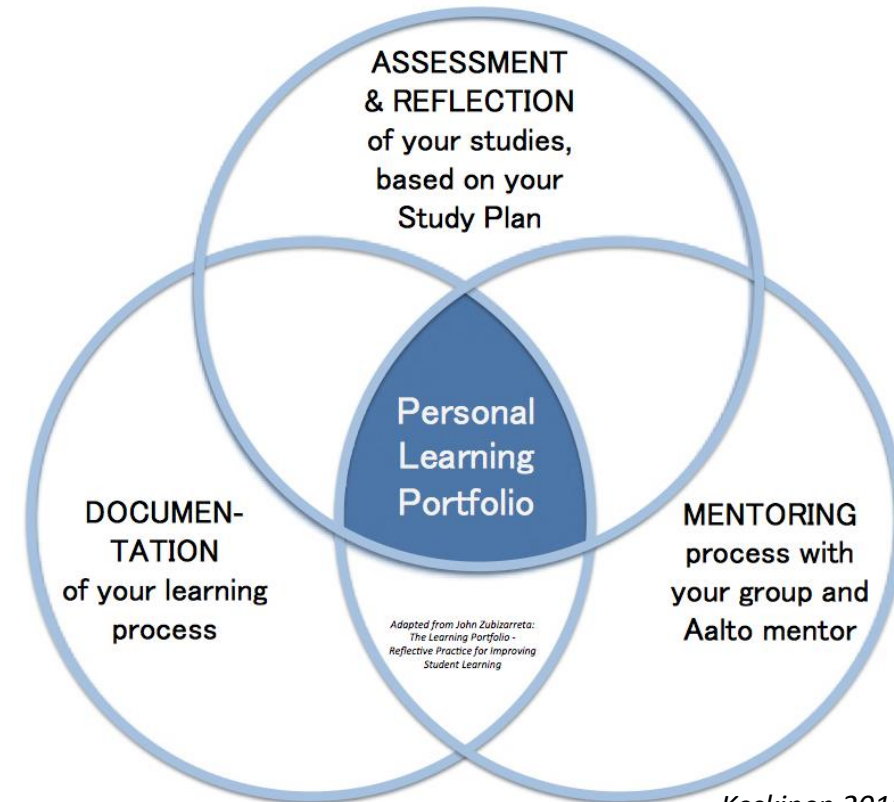 ASSESSMENT
& REFLECTION
of your studies,
based on your
Study Plan
Personal
Learning
Portfolio
DOCUMEN-
TATION
of your learning
process
MENTORING
process with
your group and
Aalto mentor
Adapted from John Zubizarreta:
The Learning Portfolio -
Reflective Practice for Improving
Student Learning